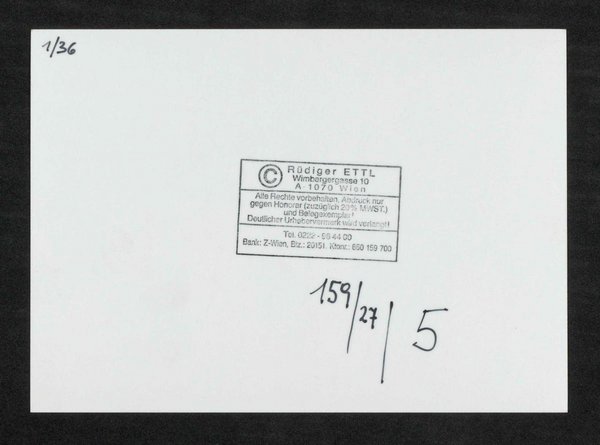 1/36
© Rüdiger ETTL
Wimbergergasse 10
A-1070 Wien
Alle Rechte vorbehalten, Abdruck nur
gegen Honorar (zuzüglich 20% MWST.)
und Belegexemplar!
Deutlicher Urhebervermerk wird verlangt!
Tel. 0222 - 96 44 00
Bank: Z-Wien, Blz.: 20151, Ktonr.: 660 159 700
159/27/5